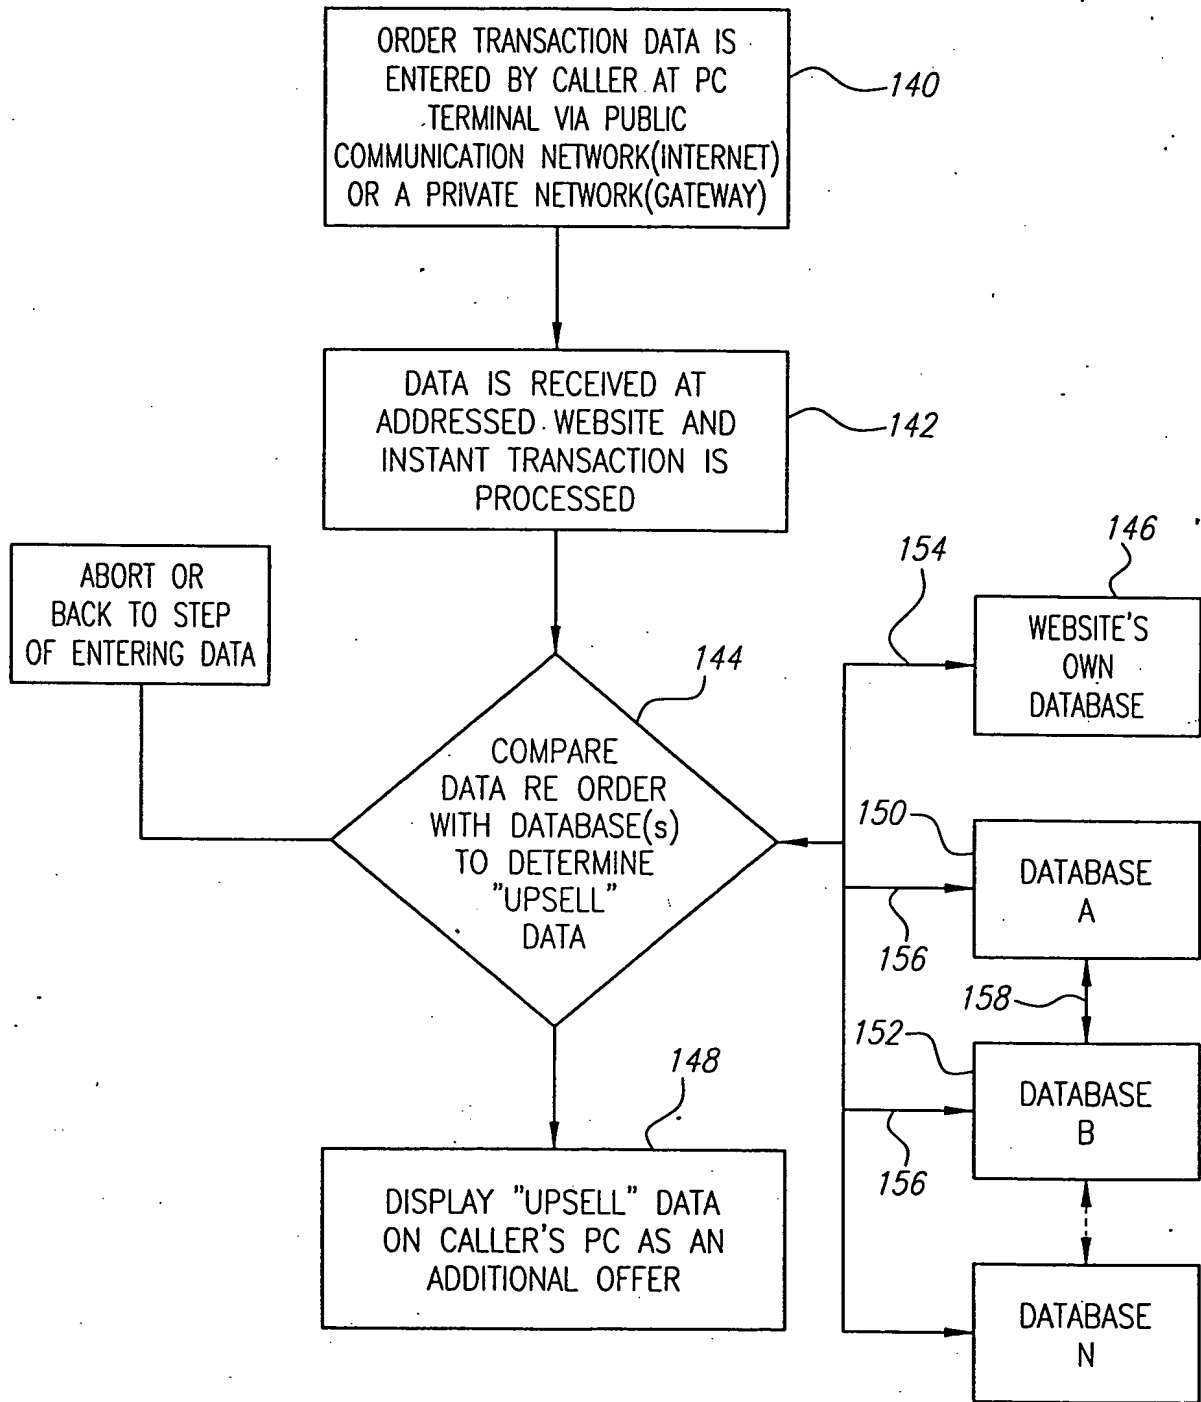 ORDER TRANSACTION DATA IS
ENTERED BY CALLER AT PC
TERMINAL VIA PUBLIC
COMMUNICATION NETWORK(INTERNET)
OR A PRIVATE NETWORK(GATEWAY)
140
DATA IS RECEIVED AT
ADDRESSED WEBSITE AND
INSTANT TRANSACTION IS
PROCESSED
142
ABORT OR
BACK TO STEP
OF ENTERING DATA
144
COMPARE
DATA RE ORDER
WITH DATABASE(s)
TO DETERMINE
"UPSELL"
DATA
154
146
WEBSITE'S
OWN
DATABASE
150
DATABASE
A
156
158
152
DATABASE
B
156
DATABASE
N
148
DISPLAY "UPSELL" DATA
ON CALLER'S PC AS AN
ADDITIONAL OFFER